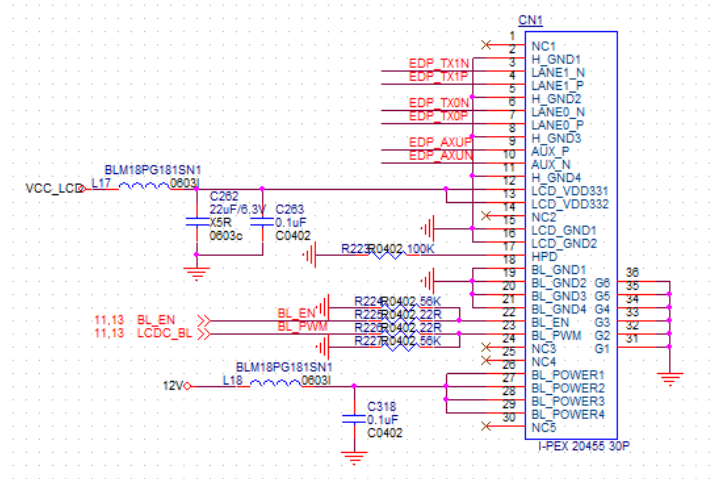 CN1
1 NC1
2 H_GND1
EDP_TX1N 3 LANE1_N
EDP_TX1P 4 LANE1_P
5 H_GND2
EDP_TX0N 6 LANE0_N
EDP_TX0P 7 LANE0_P
8 H_GND3
EDP_AXUP 9 AUX_P
EDP_AXUN 10 AUX_N
11 H_GND4
12 LCD_VDD331
13 LCD_VDD332
14 NC2
15 LCD_GND1
16 LCD_GND2
17 HPD
18 BL_GND1
19 BL_GND2
20 BL_GND3
21 BL_GND4
22 BL_EN
23 BL_PWM
24 NC3
25 NC4
26 BL_POWER1
27 BL_POWER2
28 BL_POWER3
29 BL_POWER4
30 NC5
I-PEX 20455 30P
G6 36
G5 35
G4 34
G3 33
G2 32
G1 31
BLM18PG181SN1
VCC_LCD L17 0603l
C262
22uF/6.3V
X5R
0603c
C263
0.1uF
C0402
R223 R0402 100K
R224 R0402 56K
BL_EN R225 R0402 22R
BL_PWM R226 R0402 22R
R227 R0402 56K
11,13 BL_EN
11,13 LCDC_BL
BLM18PG181SN1
12V L18 0603l
C318
0.1uF
C0402